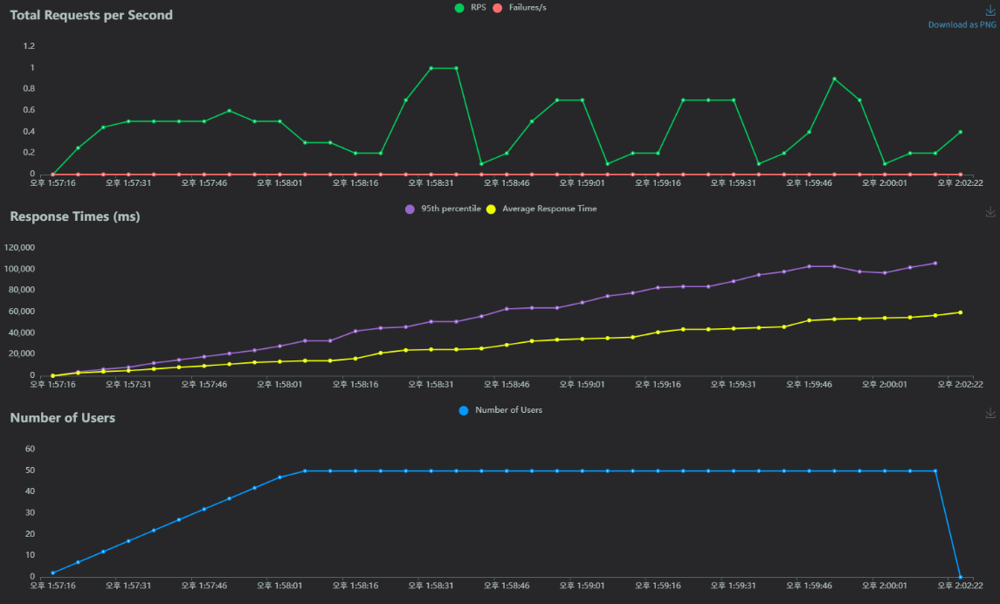 Total Requests per Second
RPS Failures/s
Download as PNG
1.2
1
0.8
0.6
0.4
0.2
0
오후 1:57:16 오후 1:57:31 오후 1:57:46 오후 1:58:01 오후 1:58:16 오후 1:58:31 오후 1:58:46 오후 1:59:01 오후 1:59:16 오후 1:59:31 오후 1:59:46 오후 2:00:01 오후 2:02:22
Response Times (ms)
95th percentile Average Response Time
120,000
100,000
80,000
60,000
40,000
20,000
0
오후 1:57:16 오후 1:57:31 오후 1:57:46 오후 1:58:01 오후 1:58:16 오후 1:58:31 오후 1:58:46 오후 1:59:01 오후 1:59:16 오후 1:59:31 오후 1:59:46 오후 2:00:01 오후 2:02:22
Number of Users
Number of Users
60
50
40
30
20
10
0
오후 1:57:16 오후 1:57:31 오후 1:57:46 오후 1:58:01 오후 1:58:16 오후 1:58:31 오후 1:58:46 오후 1:59:01 오후 1:59:16 오후 1:59:31 오후 1:59:46 오후 2:00:01 오후 2:02:22